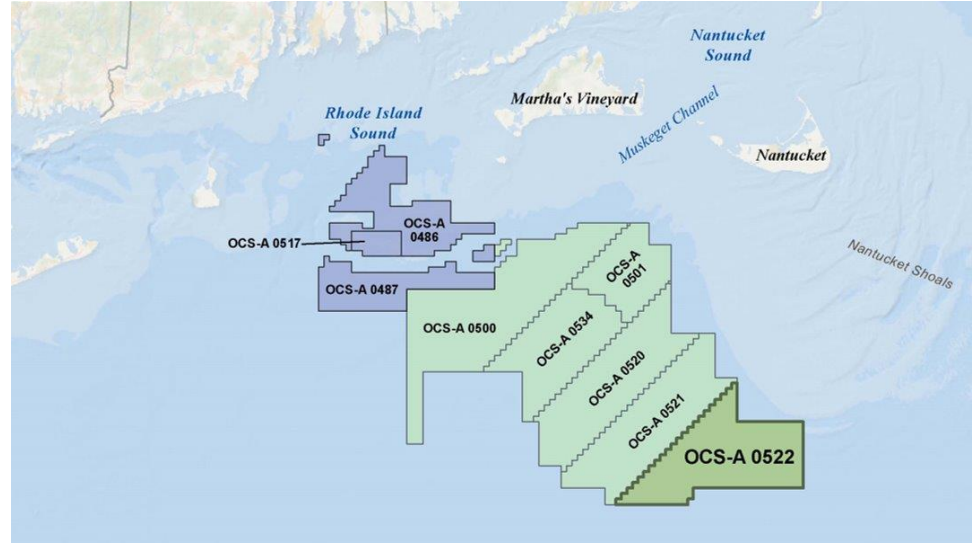 Nantucket
Sound
Martha's Vineyard
Rhode Island
Sound
Muskeget Channel
Nantucket
OCS-A
0486
OCS-A 0517
OCS-A
0501
Nantucket Shoals
OCS-A 0487
OCS-A 0500
OCS-A 0534
OCS-A 0520
OCS-A 0521
OCS-A 0522